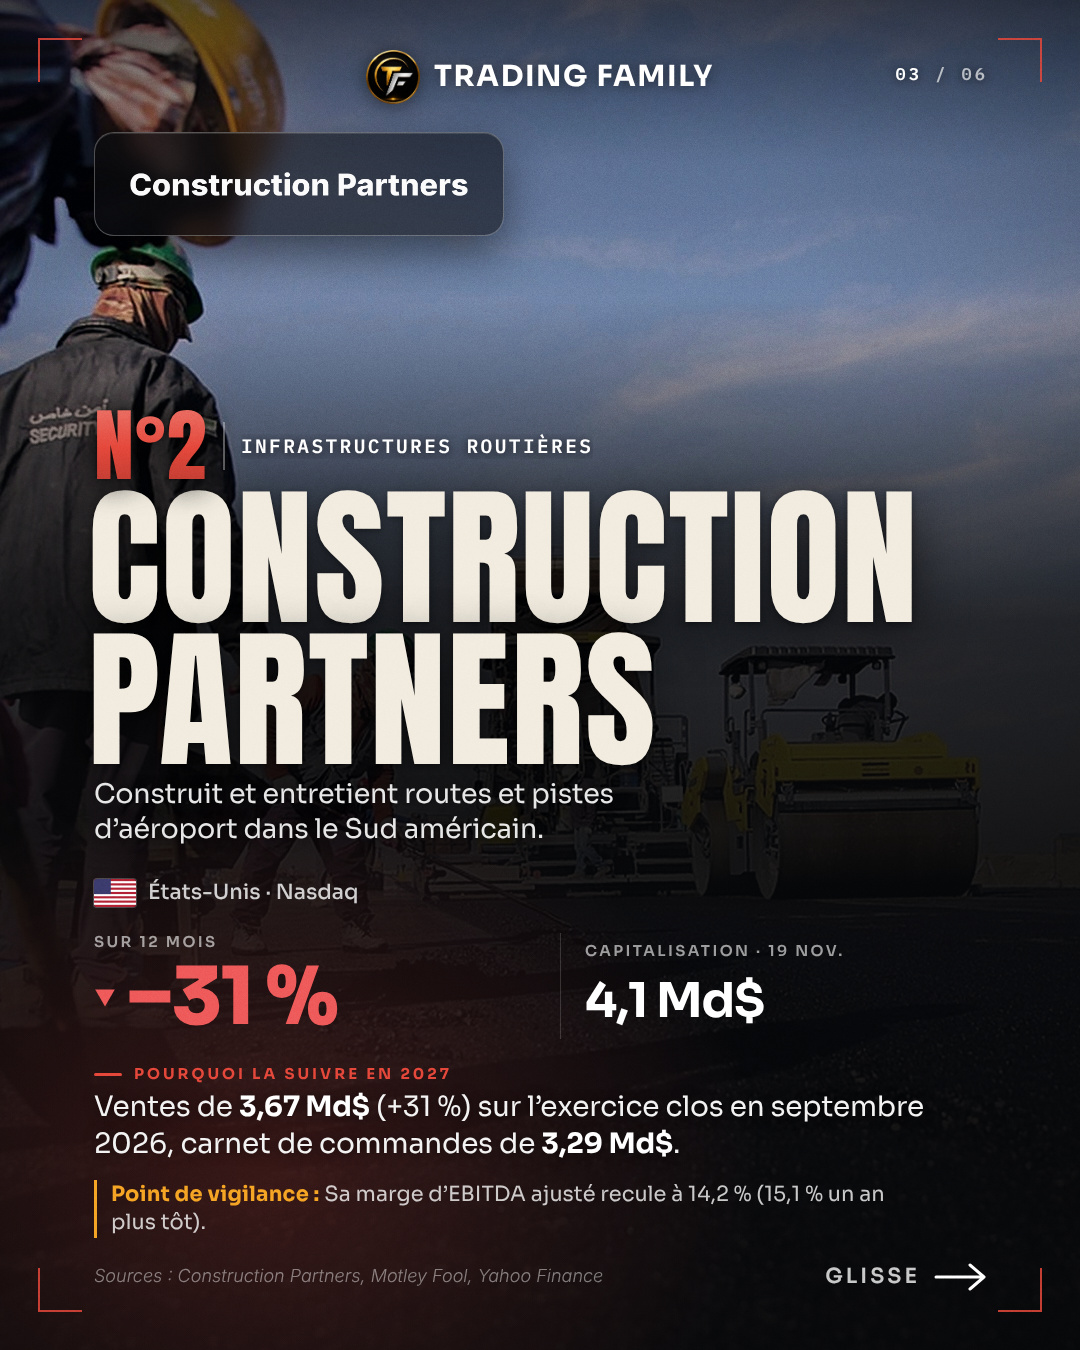 TRADING FAMILY
03 / 06
Construction Partners
أمن خاص
SECURIT
N°2
INFRASTRUCTURES ROUTIÈRES
CONSTRUCTION
PARTNERS
Construit et entretient routes et pistes
d’aéroport dans le Sud américain.
États-Unis · Nasdaq
SUR 12 MOIS
▼ −31 %
CAPITALISATION · 19 NOV.
4,1 Md$
POURQUOI LA SUIVRE EN 2027
Ventes de 3,67 Md$ (+31 %) sur l’exercice clos en septembre
2026, carnet de commandes de 3,29 Md$.
Point de vigilance : Sa marge d’EBITDA ajusté recule à 14,2 % (15,1 % un an
plus tôt).
Sources : Construction Partners, Motley Fool, Yahoo Finance
GLISSE